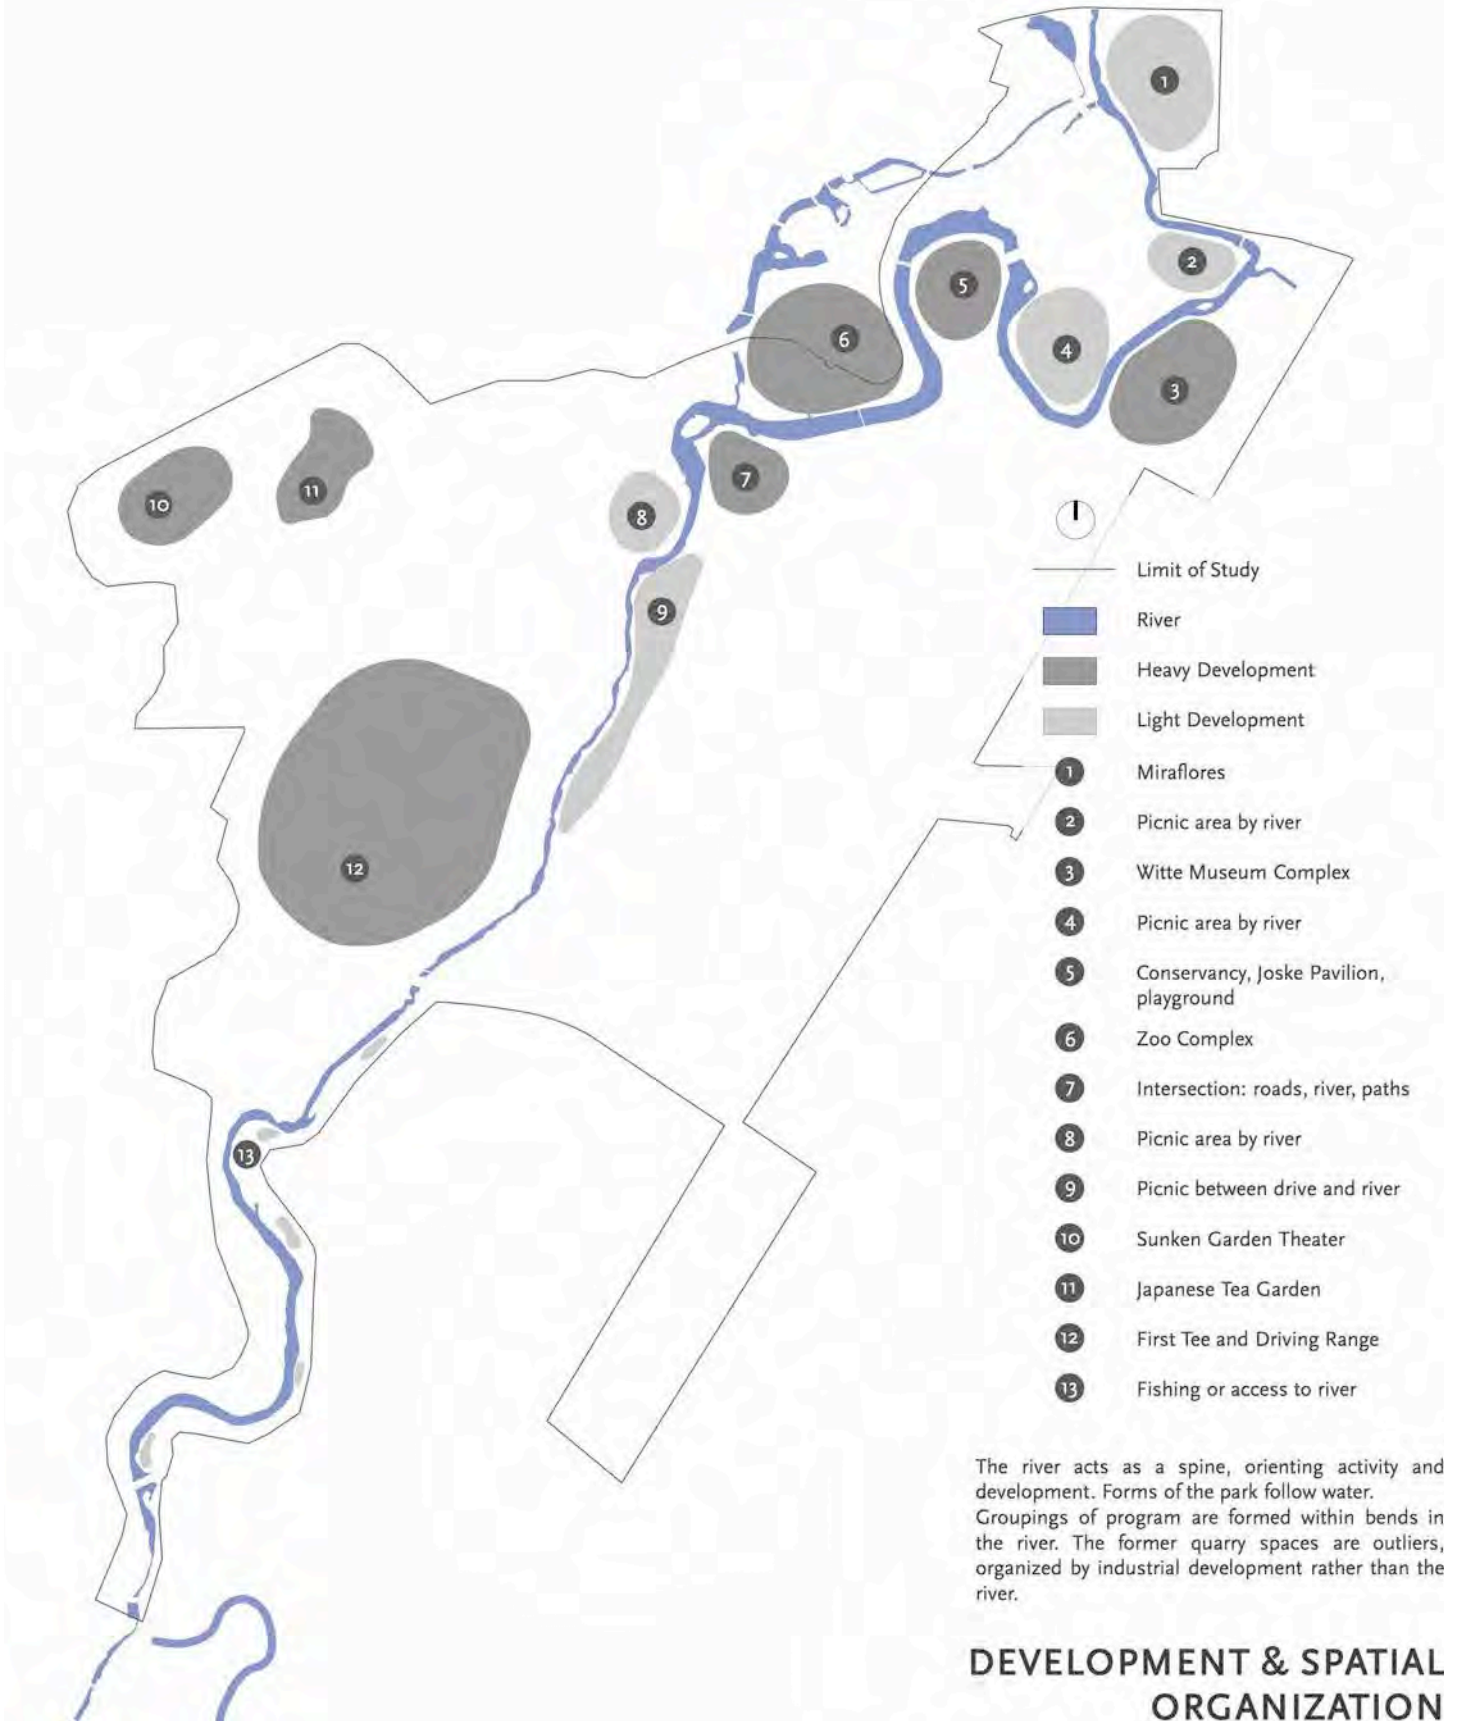 1
2
5
6
4
3
7
10
11
8
9
12
13
Limit of Study
River
Heavy Development
Light Development
1 Miraflores
2 Picnic area by river
3 Witte Museum Complex
4 Picnic area by river
5 Conservancy, Joske Pavilion,
playground
6 Zoo Complex
7 Intersection: roads, river, paths
8 Picnic area by river
9 Picnic between drive and river
10 Sunken Garden Theater
11 Japanese Tea Garden
12 First Tee and Driving Range
13 Fishing or access to river
The river acts as a spine, orienting activity and
development. Forms of the park follow water.
Groupings of program are formed within bends in
the river. The former quarry spaces are outliers,
organized by industrial development rather than the
river.
DEVELOPMENT & SPATIAL
ORGANIZATION